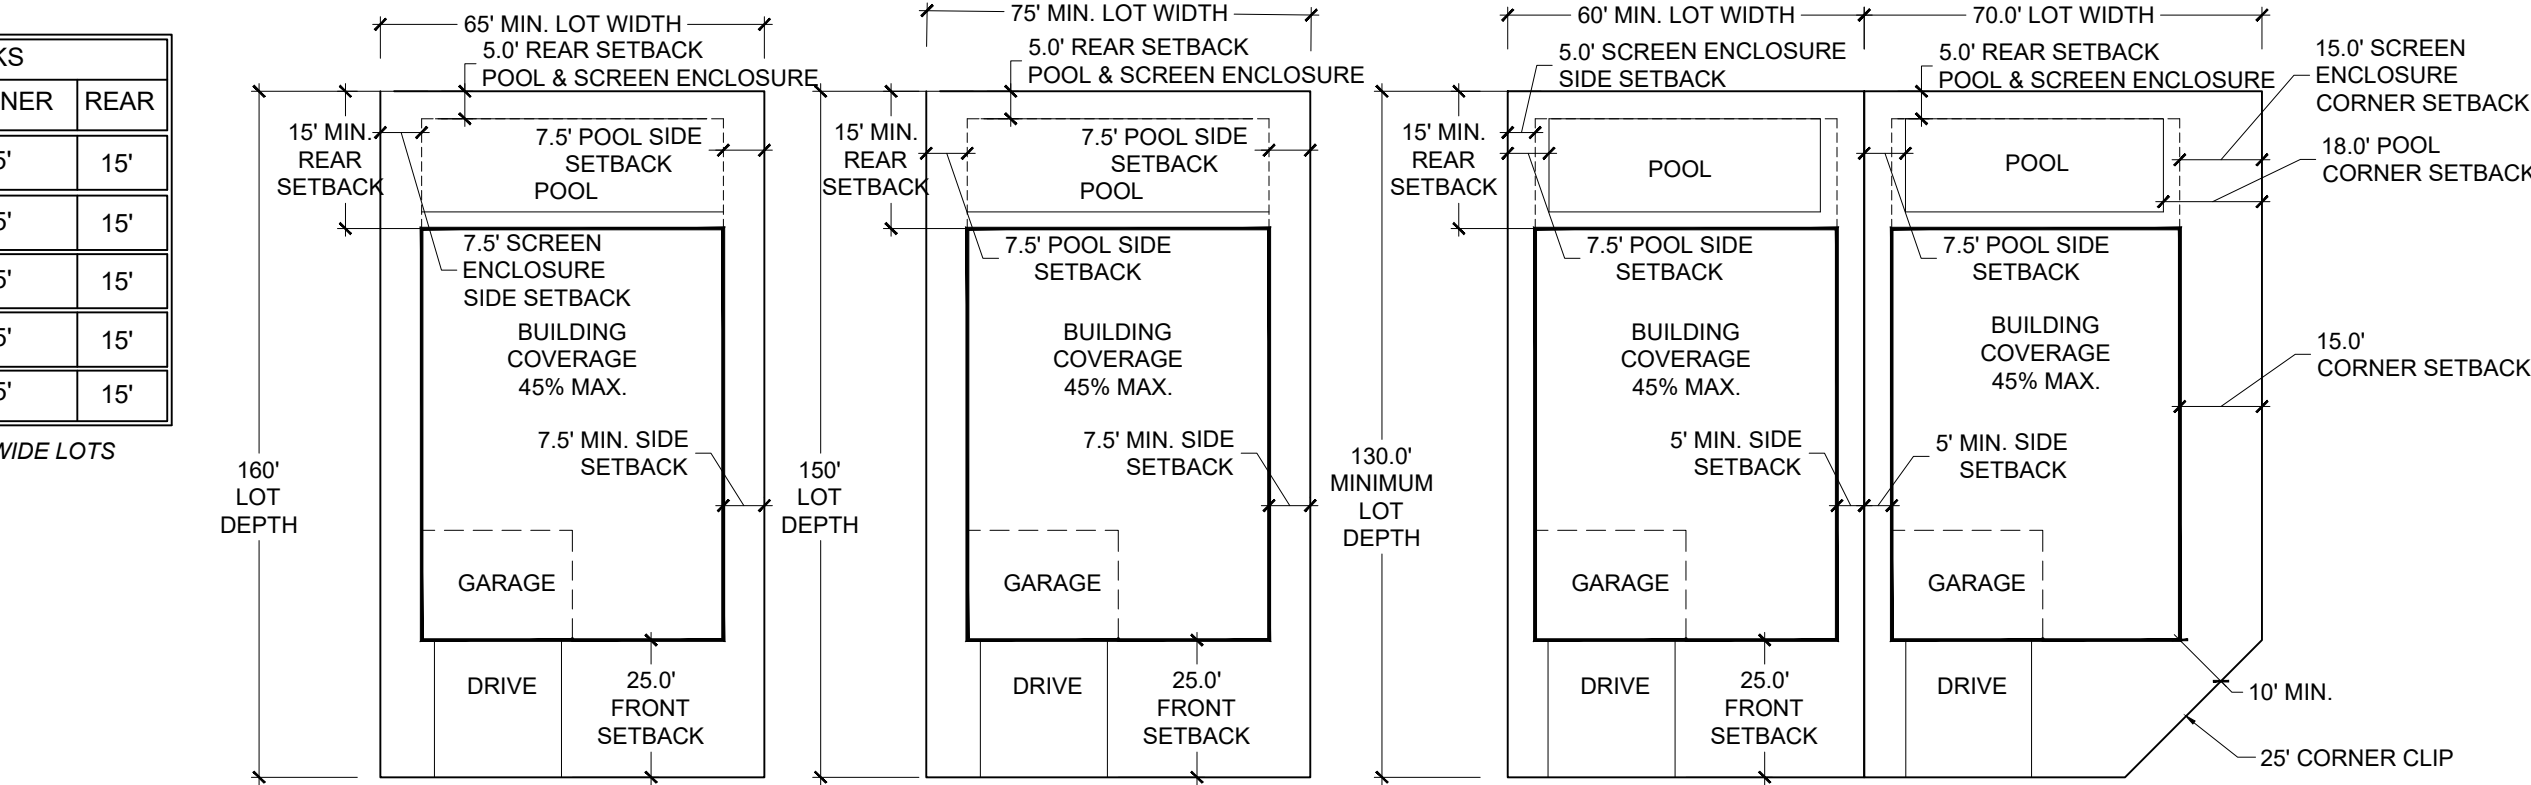 KS
NER REAR
5' 15'
5' 15'
5' 15'
5' 15'
5' 15'
WIDE LOTS
65' MIN. LOT WIDTH
5.0' REAR SETBACK
POOL & SCREEN ENCLOSURE
15' MIN.
REAR
SETBACK
7.5' POOL SIDE
SETBACK
POOL
7.5' SCREEN
ENCLOSURE
SIDE SETBACK
BUILDING
COVERAGE
45% MAX.
7.5' MIN. SIDE
SETBACK
160'
LOT
DEPTH
GARAGE
DRIVE
25.0'
FRONT
SETBACK
75' MIN. LOT WIDTH
5.0' REAR SETBACK
POOL & SCREEN ENCLOSURE
15' MIN.
REAR
SETBACK
7.5' POOL SIDE
SETBACK
POOL
7.5' POOL SIDE
SETBACK
BUILDING
COVERAGE
45% MAX.
7.5' MIN. SIDE
SETBACK
150'
LOT
DEPTH
GARAGE
DRIVE
25.0'
FRONT
SETBACK
60' MIN. LOT WIDTH
5.0' SCREEN ENCLOSURE
SIDE SETBACK
15' MIN.
REAR
SETBACK
POOL
7.5' POOL SIDE
SETBACK
BUILDING
COVERAGE
45% MAX.
5' MIN. SIDE
SETBACK
130.0'
MINIMUM
LOT
DEPTH
GARAGE
DRIVE
25.0'
FRONT
SETBACK
70.0' LOT WIDTH
5.0' REAR SETBACK
POOL & SCREEN ENCLOSURE
POOL
7.5' POOL SIDE
SETBACK
BUILDING
COVERAGE
45% MAX.
5' MIN. SIDE
SETBACK
GARAGE
DRIVE
15.0' SCREEN
ENCLOSURE
CORNER SETBACK
18.0' POOL
CORNER SETBACK
15.0'
CORNER SETBACK
10' MIN.
25' CORNER CLIP